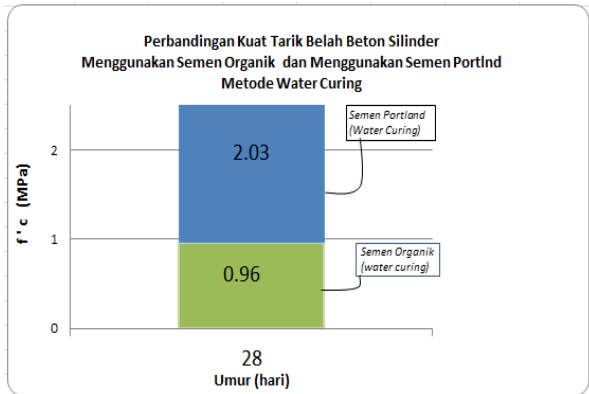 Perbandingan Kuat Tarik Belah Beton Silinder
Menggunakan Semen Organik dan Menggunakan Semen Portlnd
Metode Water Curing
f ' c (MPa)
2
1
0
2.03
0.96
Semen Portland
(Water Curing)
Semen Organik
(water curing)
28
Umur (hari)